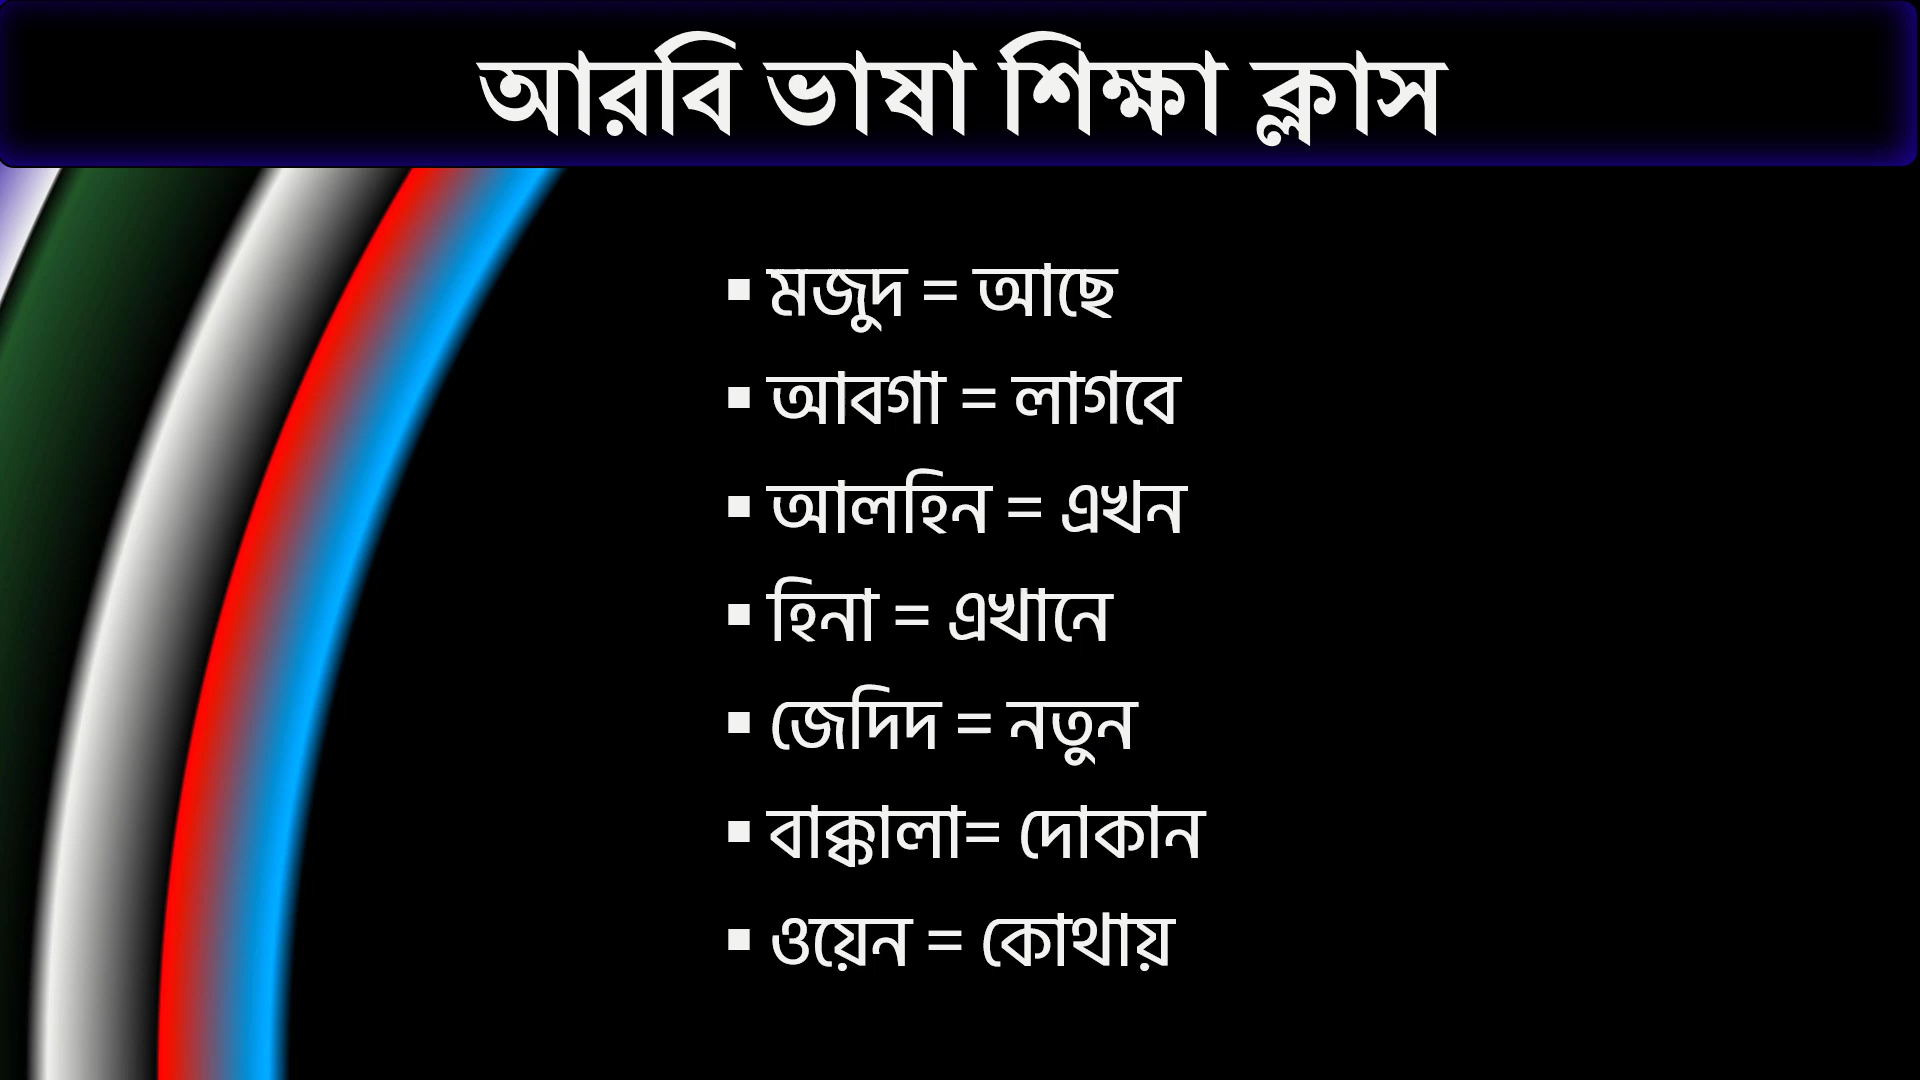 আরবি ভাষা শিক্ষা ক্লাস
▪ মজুদ = আছে
▪ আবগা = লাগবে
▪ আলহিন = এখন
▪ হিনা = এখানে
▪ জেদিদ = নতুন
▪ বাক্কালা= দোকান
▪ ওয়েন = কোথায়